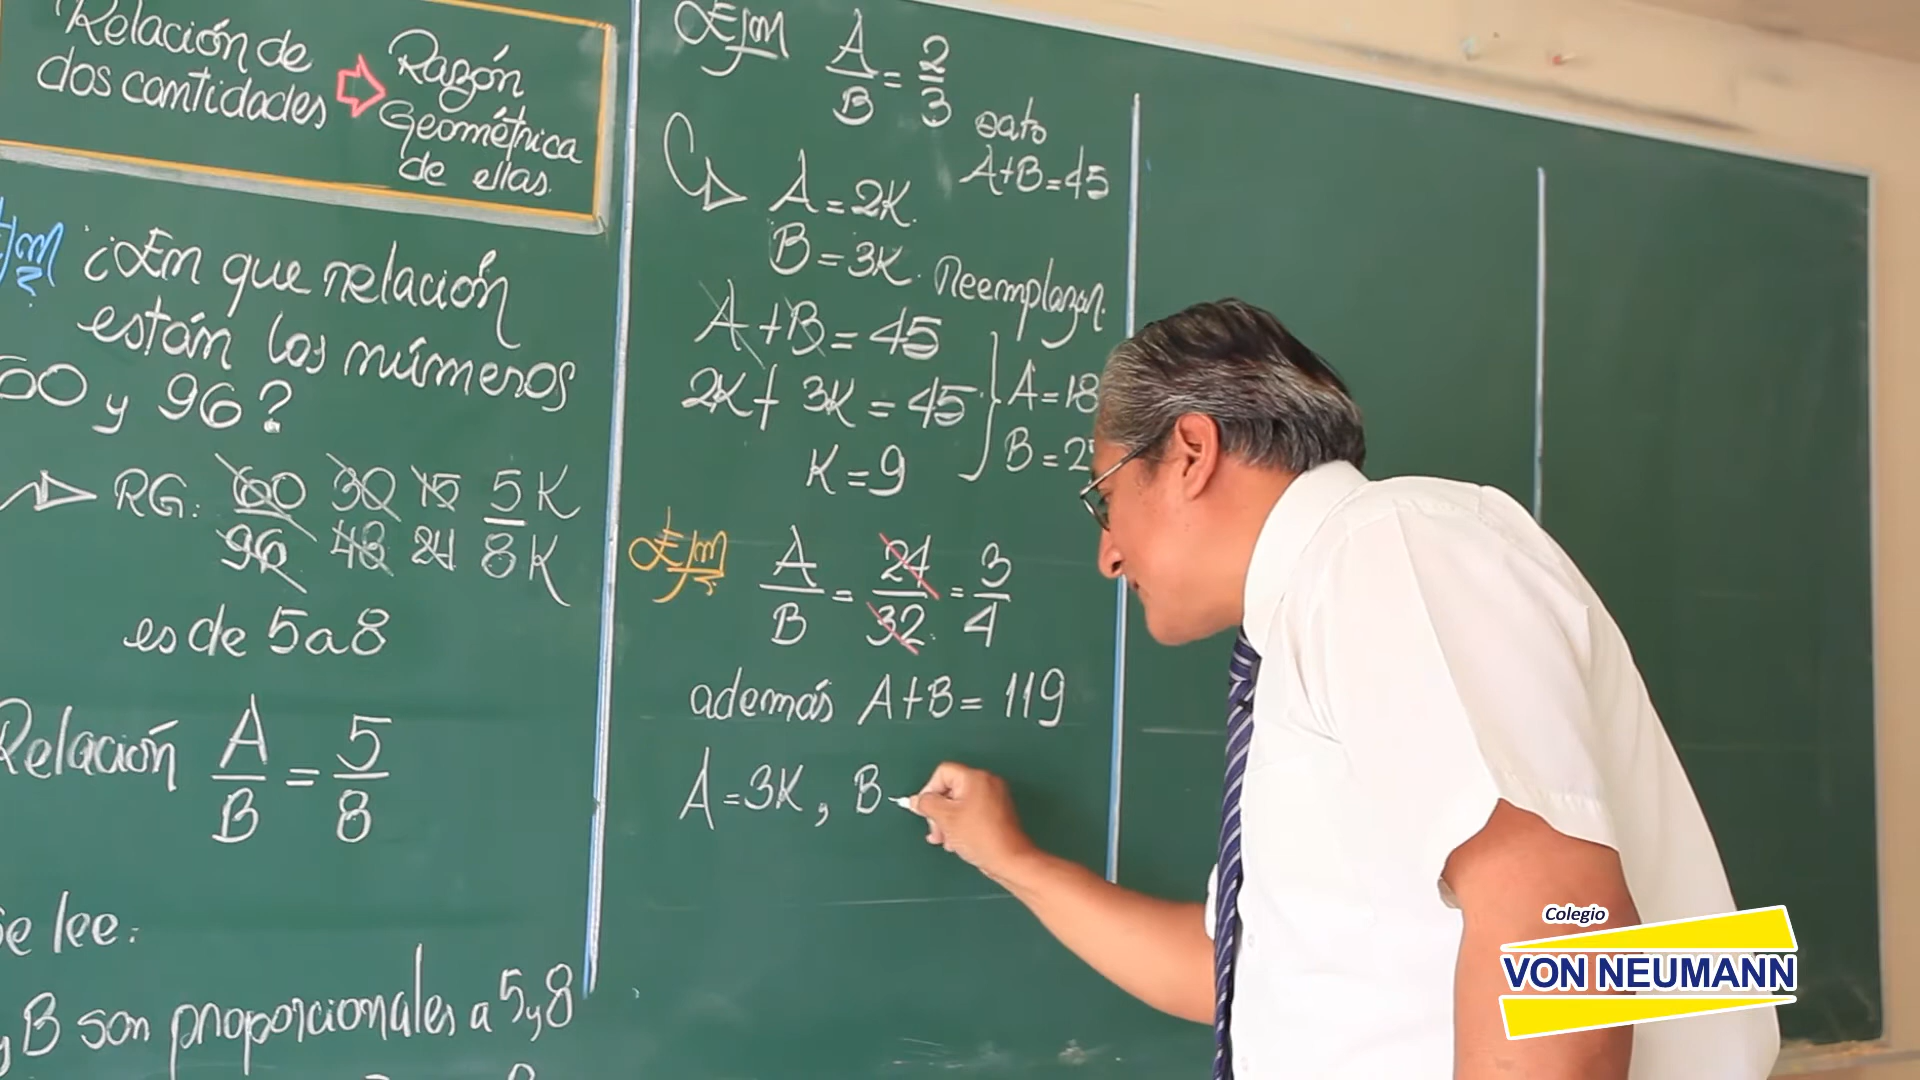 Relación de
dos cantidades
Razón
Geométrica
de ellas.
¿En que relación
están los números
60 y 96?
RG: 60 30 15 5K
96 48 24 8K
es de 5 a 8
Relación A/B = 5/8
Se lee:
y B son proporcionales a 5 y 8
Ejm A/B = 2/3
dato
A+B=45
A=2K.
B=3K.
Reemplazan.
A+B=45
2K+3K=45
K=9
A=18
B=2
Ejm A/B = 24/32 = 3/4
además A+B=119
A=3K, B
Colegio
VON NEUMANN